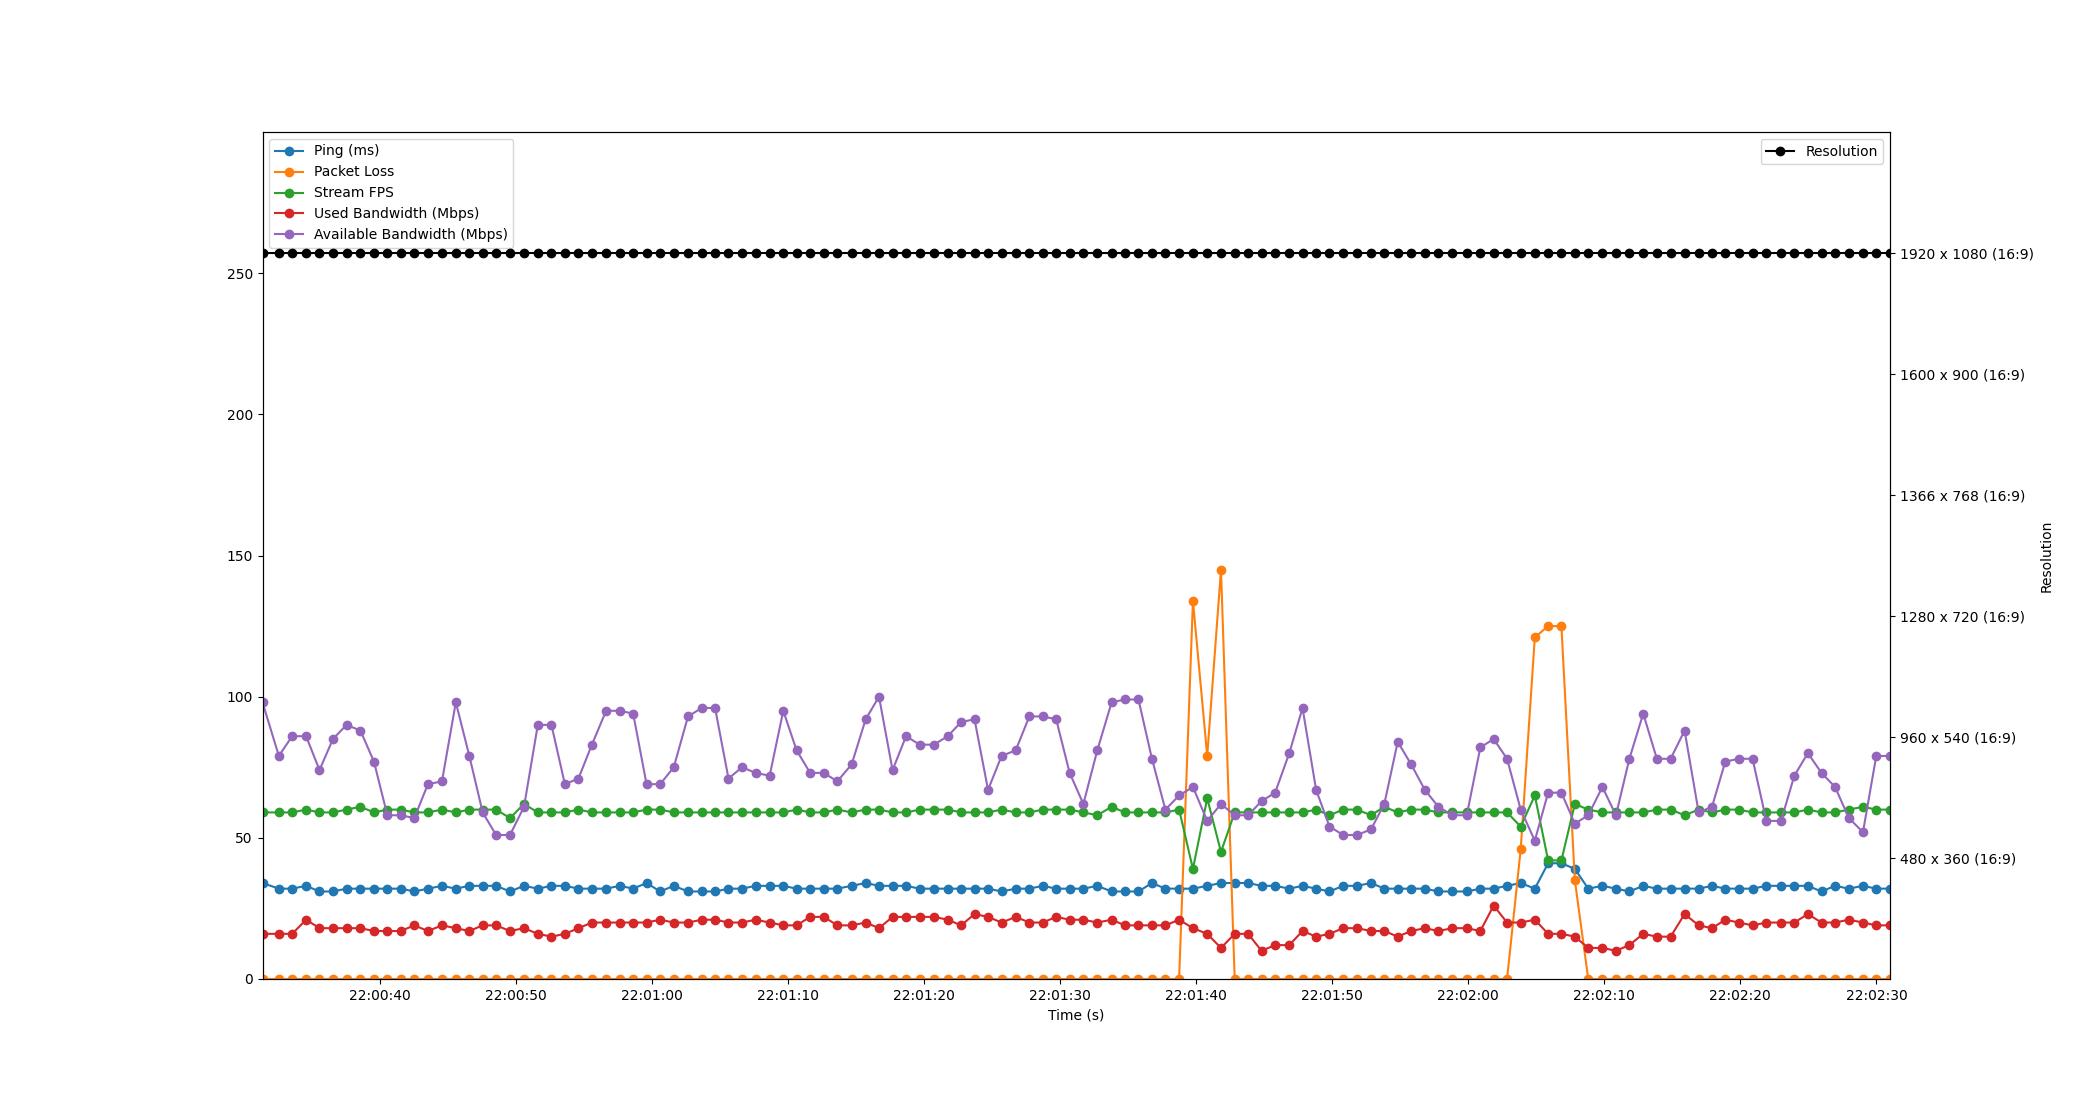 Ping (ms)
Packet Loss
Stream FPS
Used Bandwidth (Mbps)
Available Bandwidth (Mbps)
Resolution
250
200
150
100
50
0
1920 x 1080 (16:9)
1600 x 900 (16:9)
1366 x 768 (16:9)
1280 x 720 (16:9)
960 x 540 (16:9)
480 x 360 (16:9)
Resolution
22:00:40 22:00:50 22:01:00 22:01:10 22:01:20 22:01:30 22:01:40 22:01:50 22:02:00 22:02:10 22:02:20 22:02:30
Time (s)